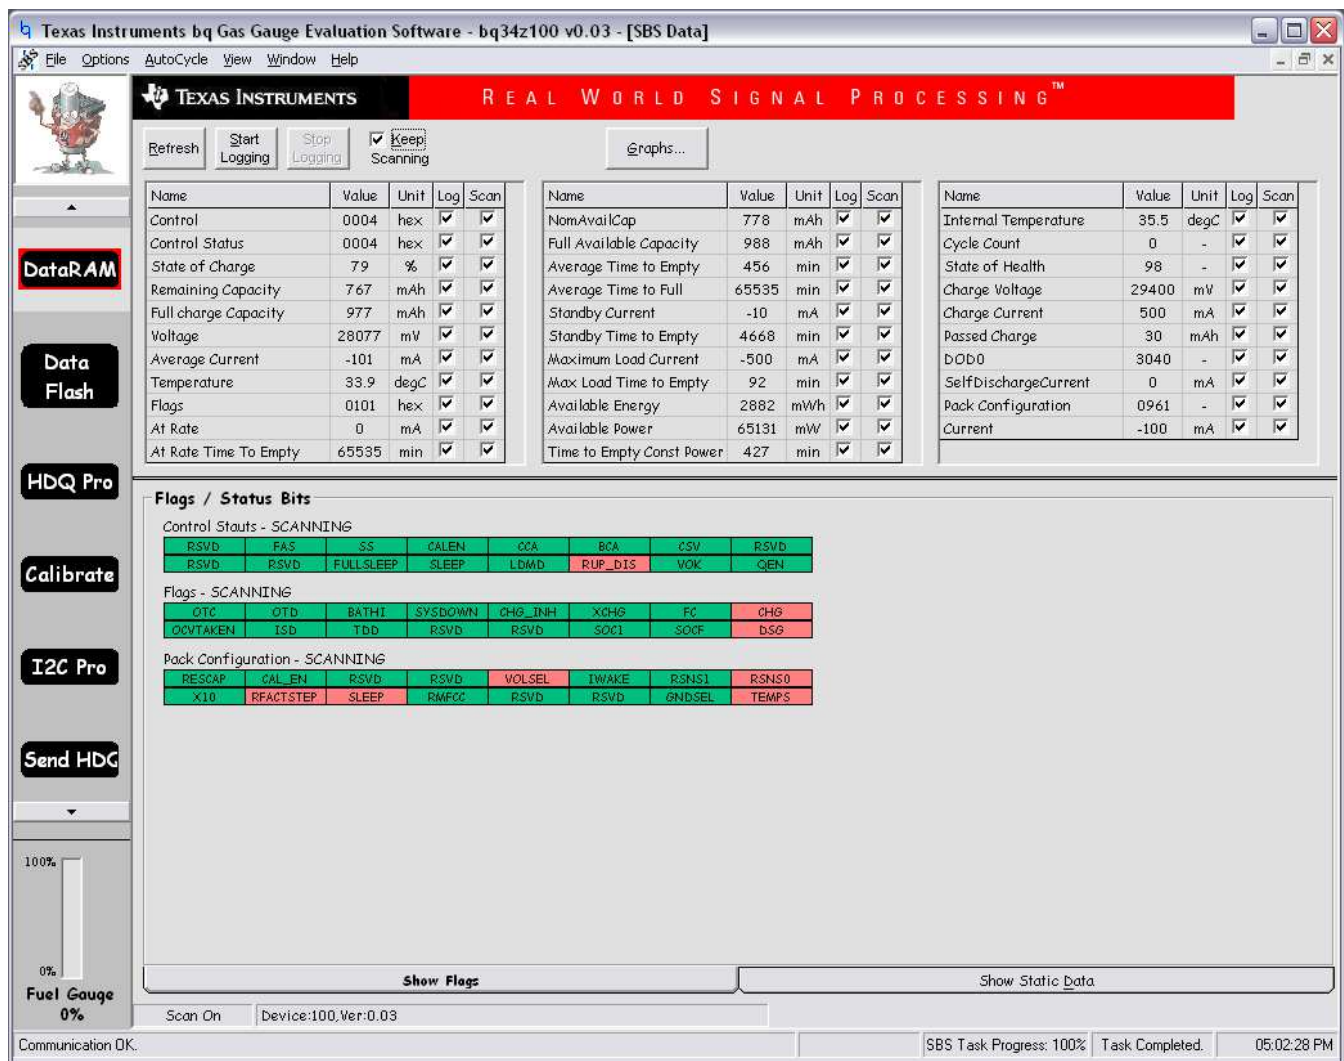 Texas Instruments bq Gas Gauge Evaluation Software - bq34z100 v0.03 - [SBS Data]
File Options AutoCycle View Window Help
TEXAS INSTRUMENTS REAL WORLD SIGNAL PROCESSING™
Refresh Start Logging Stop Logging Keep Scanning Graphs...
Name Value Unit Log Scan Name Value Unit Log Scan Name Value Unit Log Scan
Control 0004 hex NomAvailCap 778 mAh Internal Temperature 35.5 degC
Control Status 0004 hex Full Available Capacity 988 mAh Cycle Count 0 -
State of Charge 79 % Average Time to Empty 456 min State of Health 98 -
Remaining Capacity 767 mAh Average Time to Full 65535 min Charge Voltage 29400 mV
Full charge Capacity 977 mAh Standby Current -10 mA Charge Current 500 mA
Voltage 28077 mV Standby Time to Empty 4668 min Passed Charge 30 mAh
Average Current -101 mA Maximum Load Current -500 mA DOD0 3040 -
Temperature 33.9 degC Max Load Time to Empty 92 min SelfDischargeCurrent 0 mA
Flags 0101 hex Available Energy 2882 mWh Pack Configuration 0961 -
At Rate 0 mA Available Power 65131 mW Current -100 mA
At Rate Time To Empty 65535 min Time to Empty Const Power 427 min
DataRAM
Data
Flash
HDQ Pro
Calibrate
I2C Pro
Send HDG
100%
0%
Fuel Gauge
0%
Flags / Status Bits
Control Stauts - SCANNING
RSVD FAS SS CALEN CCA BCA CSV RSVD
RSVD RSVD FULLSLEEP SLEEP LDMD RUP_DIS VOK QEN
Flags - SCANNING
OTC OTD BATHI SYSDOWN CHG_INH XCHG FC CHG
OCVTAKEN ISD TDD RSVD RSVD SOC1 SOCF DSG
Pack Configuration - SCANNING
RESCAP CAL_EN RSVD RSVD VOLSEL IWAKE RSNS1 RSNS0
X10 RFACTSTEP SLEEP RMFCC RSVD RSVD GNDSEL TEMPS
Show Flags Show Static Data
Scan On Device:100,Ver:0.03
Communication OK. SBS Task Progress: 100% Task Completed. 05:02:28 PM